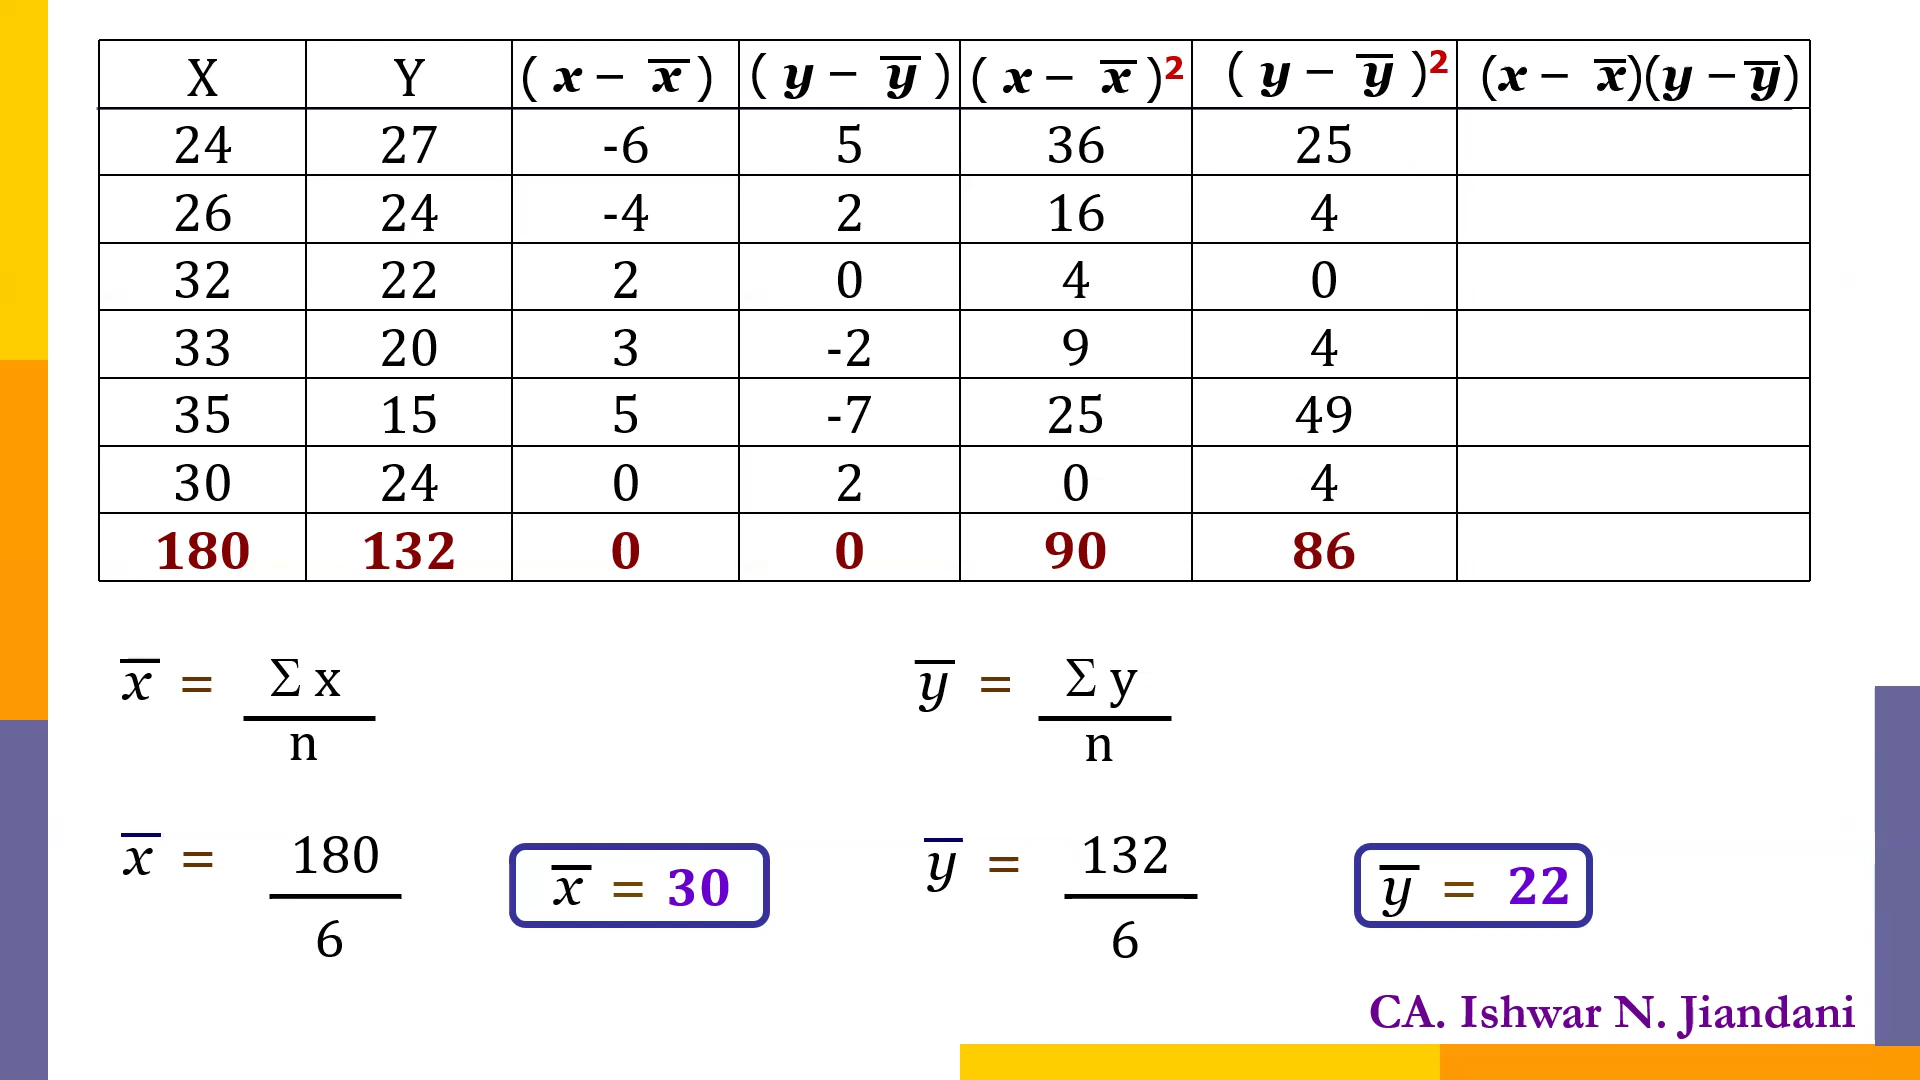 X Y ( x – x̅ ) ( y – y̅ ) ( x – x̅ )² ( y – y̅ )² (x – x̅)(y – y̅)
24 27 -6 5 36 25
26 24 -4 2 16 4
32 22 2 0 4 0
33 20 3 -2 9 4
35 15 5 -7 25 49
30 24 0 2 0 4
180 132 0 0 90 86
x̅ = Σ x / n
y̅ = Σ y / n
x̅ = 180 / 6
x̅ = 30
y̅ = 132 / 6
y̅ = 22
CA. Ishwar N. Jiandani